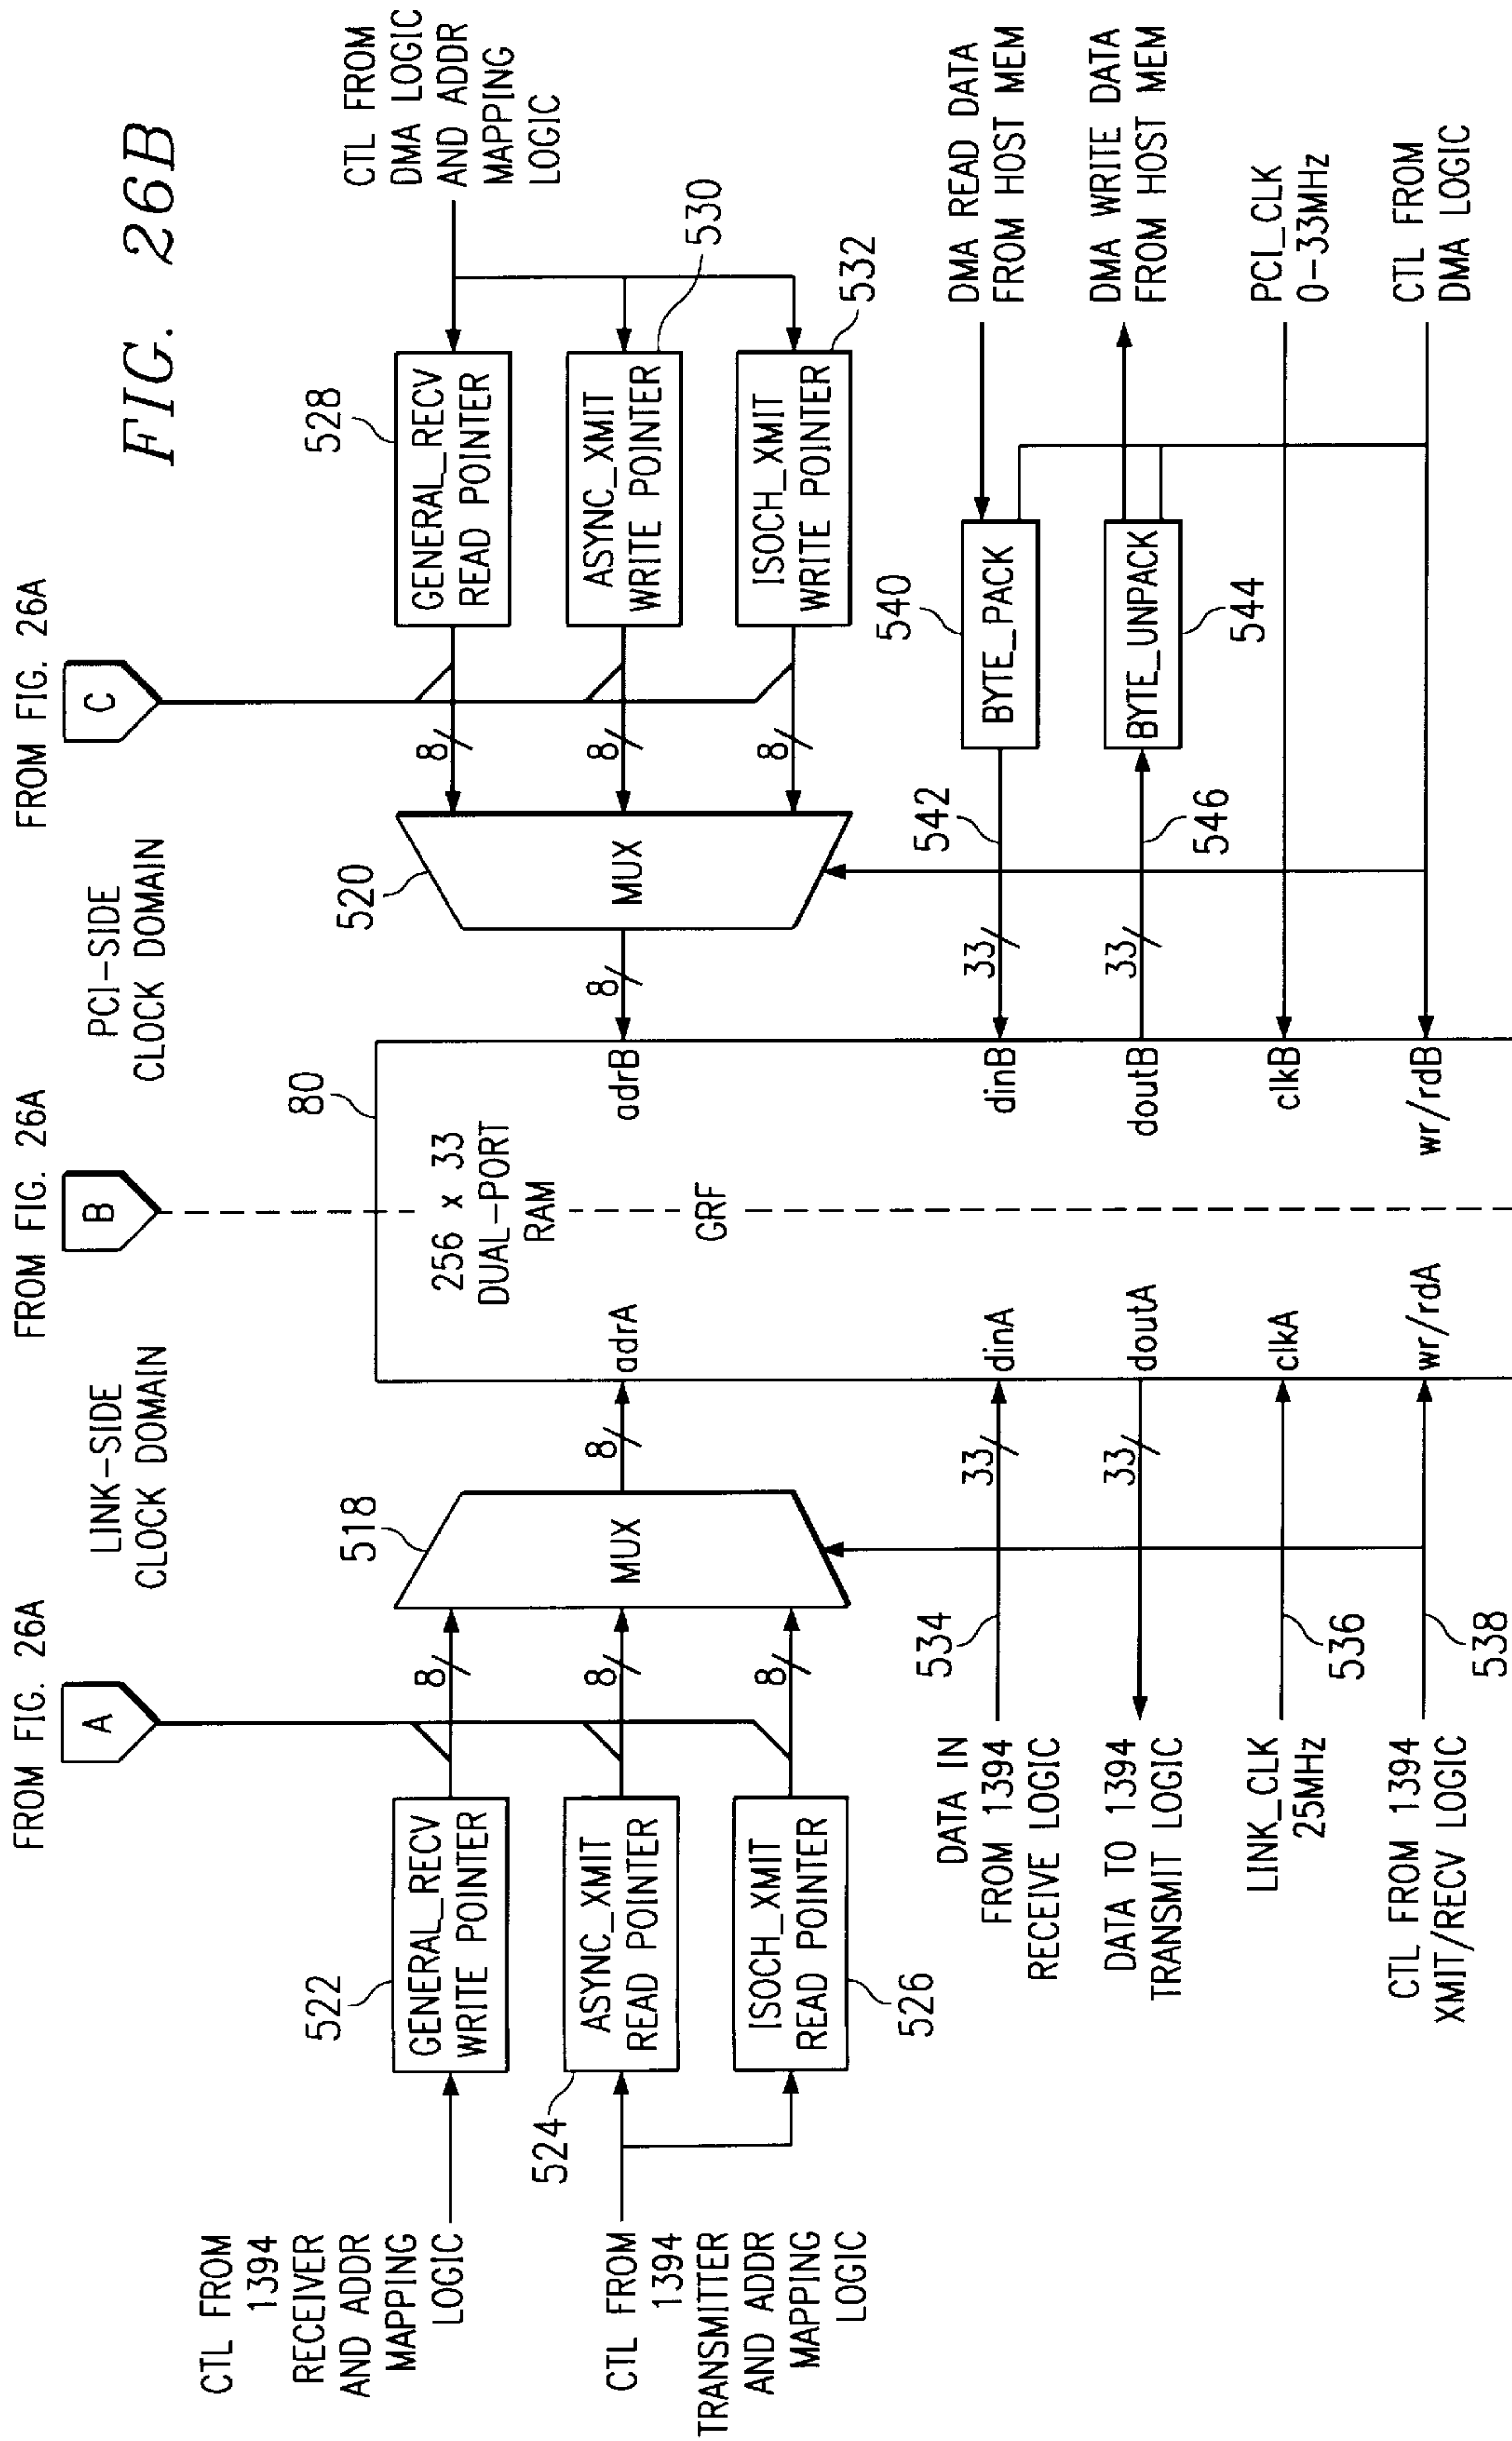 FIG. 26B
FROM FIG. 26A
A
FROM FIG. 26A
B
FROM FIG. 26A
C
LINK-SIDE
CLOCK DOMAIN
PCI-SIDE
CLOCK DOMAIN
CTL FROM
1394
RECEIVER
AND ADDR
MAPPING
LOGIC
CTL FROM
1394
TRANSMITTER
AND ADDR
MAPPING
LOGIC
522
GENERAL_RECV
WRITE POINTER
524
ASYNC_XMIT
READ POINTER
ISOCH_XMIT
READ POINTER
526
8
8
8
518
MUX
8
80
256 x 33
DUAL-PORT
RAM
GRF
adrA
dinA
doutA
clkA
wr/rdA
adrB
dinB
doutB
clkB
wr/rdB
8
520
MUX
8
8
8
528
GENERAL_RECV
READ POINTER
ASYNC_XMIT
WRITE POINTER
530
ISOCH_XMIT
WRITE POINTER
532
CTL FROM
DMA LOGIC
AND ADDR
MAPPING
LOGIC
DATA IN
FROM 1394
RECEIVE LOGIC
534
33
DATA TO 1394
TRANSMIT LOGIC
33
LINK_CLK
25MHz
536
CTL FROM 1394
XMIT/RECV LOGIC
538
33
542
540
BYTE_PACK
DMA READ DATA
FROM HOST MEM
33
546
BYTE_UNPACK
544
DMA WRITE DATA
FROM HOST MEM
PCI_CLK
0-33MHz
CTL FROM
DMA LOGIC